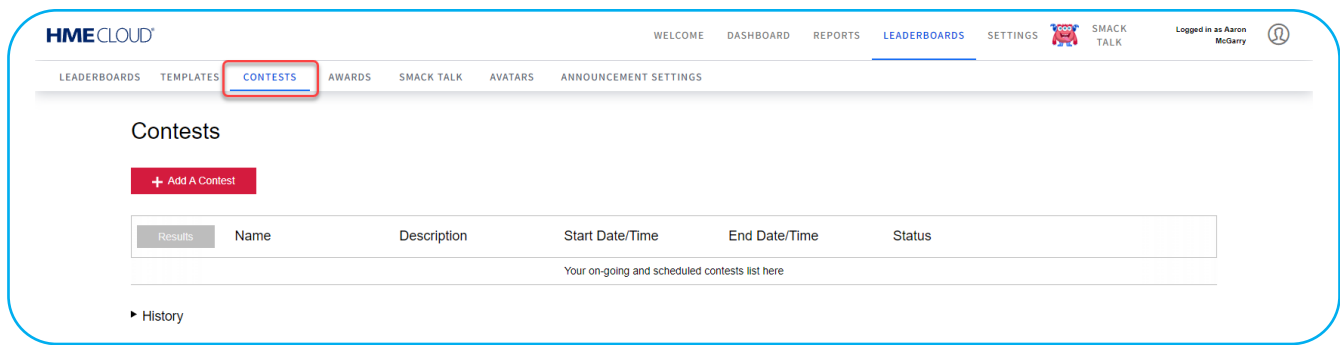 HME CLOUD®
WELCOME DASHBOARD REPORTS LEADERBOARDS SETTINGS SMACK TALK Logged in as Aaron McGarry
LEADERBOARDS TEMPLATES CONTESTS AWARDS SMACK TALK AVATARS ANNOUNCEMENT SETTINGS
Contests
+ Add A Contest
Results Name Description Start Date/Time End Date/Time Status
Your on-going and scheduled contests list here
History